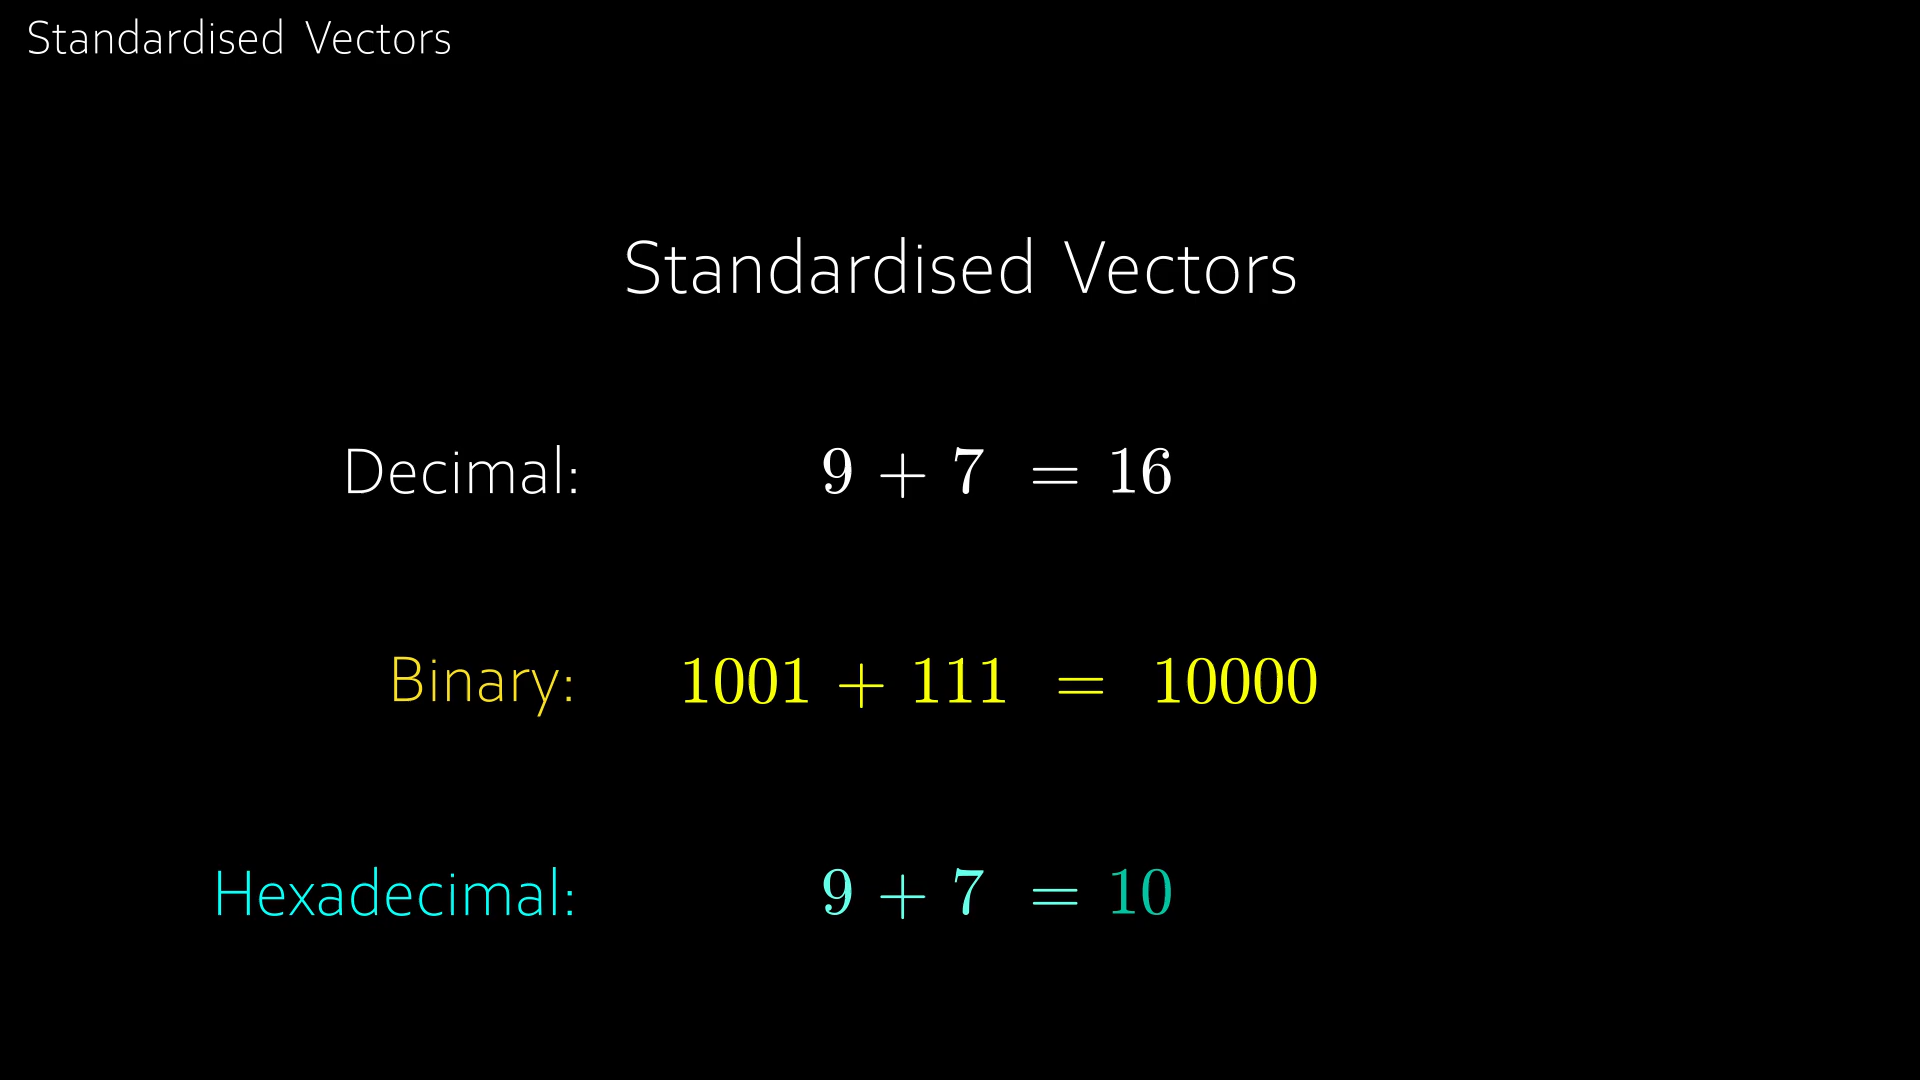 Standardised Vectors
Standardised Vectors
Decimal: 9 + 7 = 16
Binary: 1001 + 111 = 10000
Hexadecimal: 9 + 7 = 10